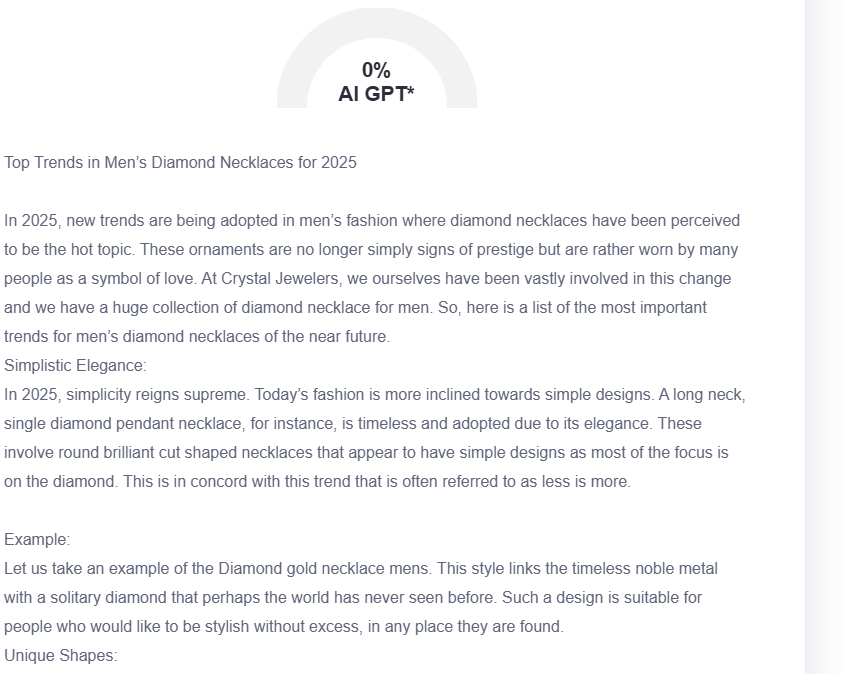 0%
AI GPT*
Top Trends in Men’s Diamond Necklaces for 2025
In 2025, new trends are being adopted in men’s fashion where diamond necklaces have been perceived
to be the hot topic. These ornaments are no longer simply signs of prestige but are rather worn by many
people as a symbol of love. At Crystal Jewelers, we ourselves have been vastly involved in this change
and we have a huge collection of diamond necklace for men. So, here is a list of the most important
trends for men’s diamond necklaces of the near future.
Simplistic Elegance:
In 2025, simplicity reigns supreme. Today’s fashion is more inclined towards simple designs. A long neck,
single diamond pendant necklace, for instance, is timeless and adopted due to its elegance. These
involve round brilliant cut shaped necklaces that appear to have simple designs as most of the focus is
on the diamond. This is in concord with this trend that is often referred to as less is more.
Example:
Let us take an example of the Diamond gold necklace mens. This style links the timeless noble metal
with a solitary diamond that perhaps the world has never seen before. Such a design is suitable for
people who would like to be stylish without excess, in any place they are found.
Unique Shapes: